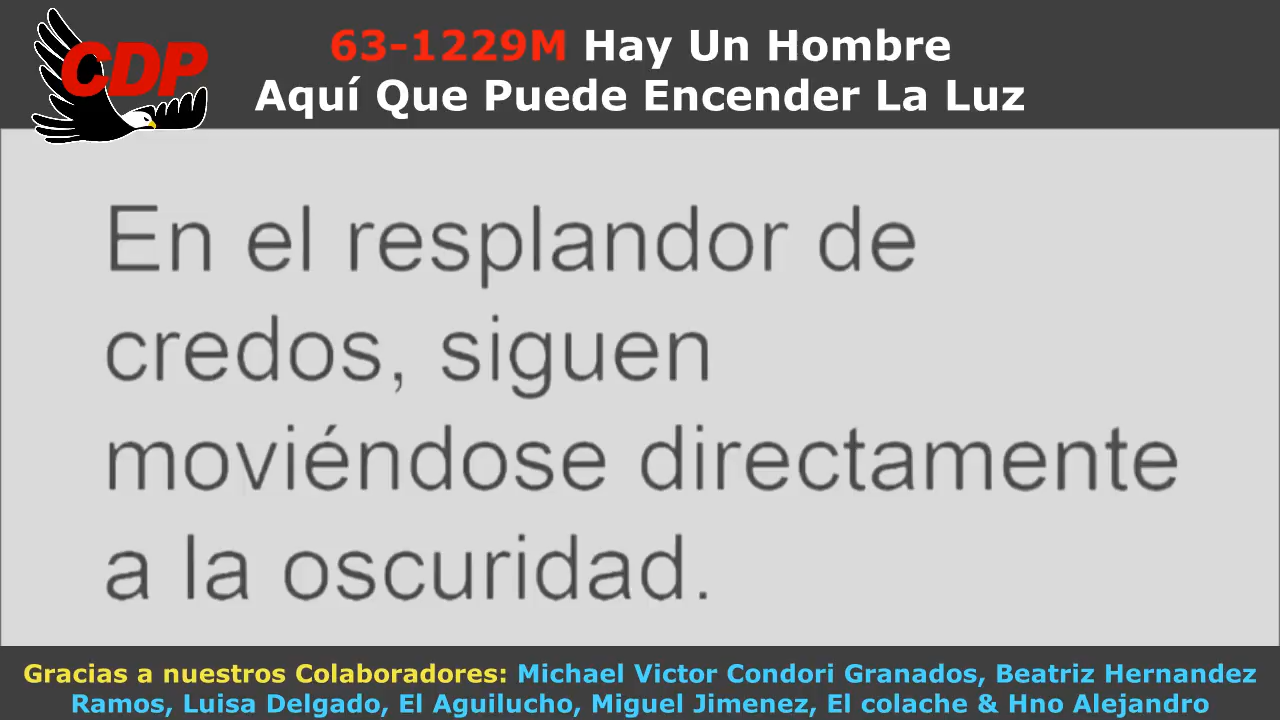 CDP
63-1229M Hay Un Hombre
Aquí Que Puede Encender La Luz
En el resplandor de
credos, siguen
moviéndose directamente
a la oscuridad.
Gracias a nuestros Colaboradores: Michael Victor Condori Granados, Beatriz Hernandez
Ramos, Luisa Delgado, El Aguilucho, Miguel Jimenez, El colache & Hno Alejandro